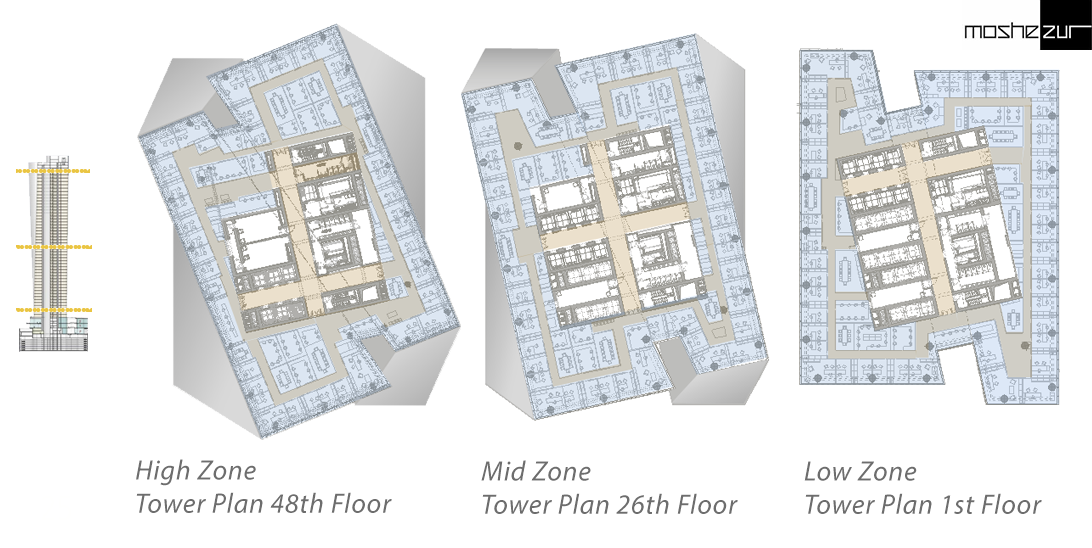 moshezur
High Zone
Tower Plan 48th Floor
Mid Zone
Tower Plan 26th Floor
Low Zone
Tower Plan 1st Floor